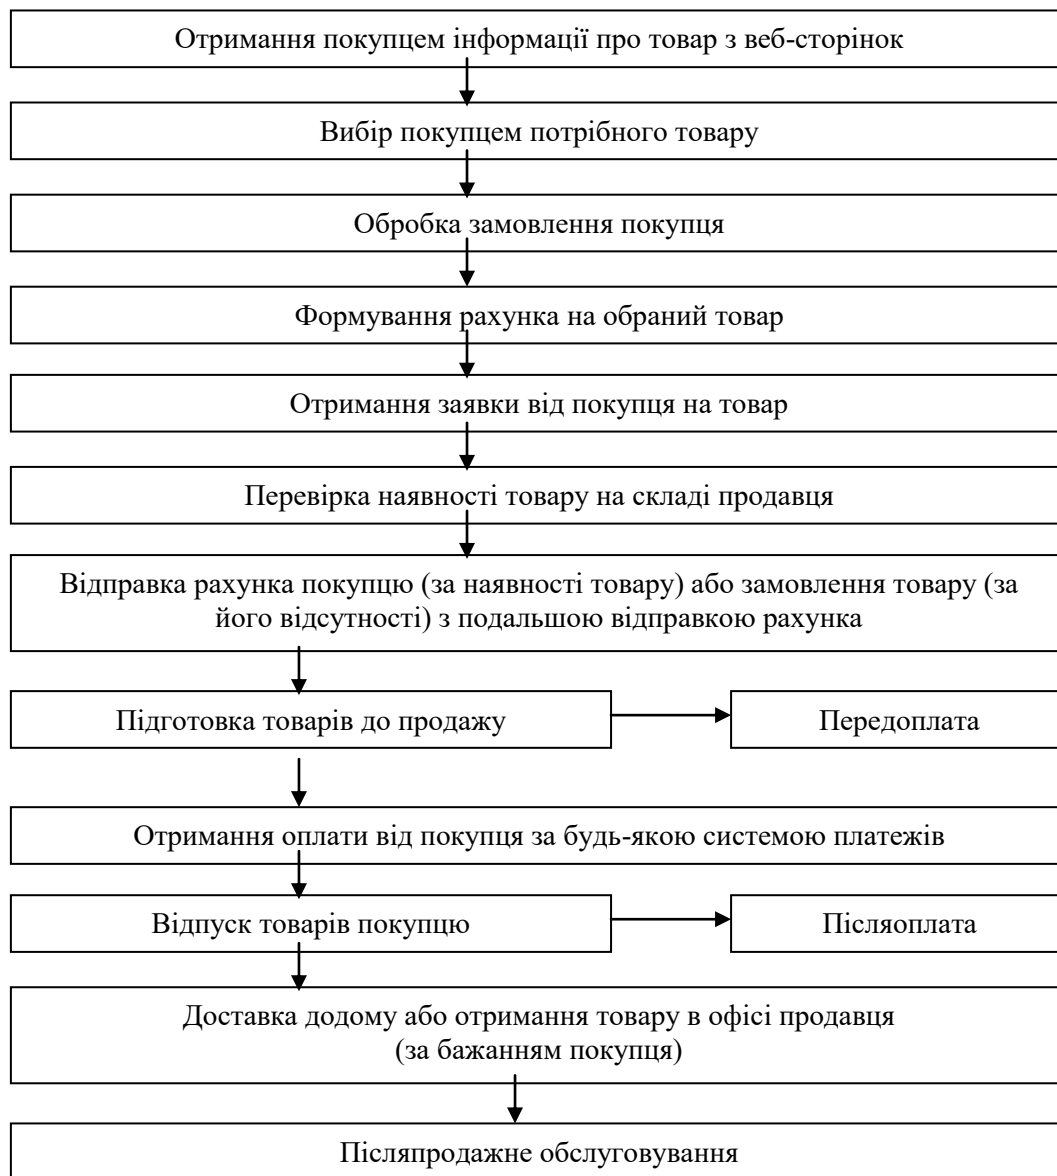 Отримання покупцем інформації про товар з веб-сторінок
Вибір покупцем потрібного товару
Обробка замовлення покупця
Формування рахунка на обраний товар
Отримання заявки від покупця на товар
Перевірка наявності товару на складі продавця
Відправка рахунка покупцю (за наявності товару) або замовлення товару (за
його відсутності) з подальшою відправкою рахунка
Підготовка товарів до продажу
Передоплата
Отримання оплати від покупця за будь-якою системою платежів
Відпуск товарів покупцю
Післяоплата
Доставка додому або отримання товару в офісі продавця
(за бажанням покупця)
Післяпродажне обслуговування